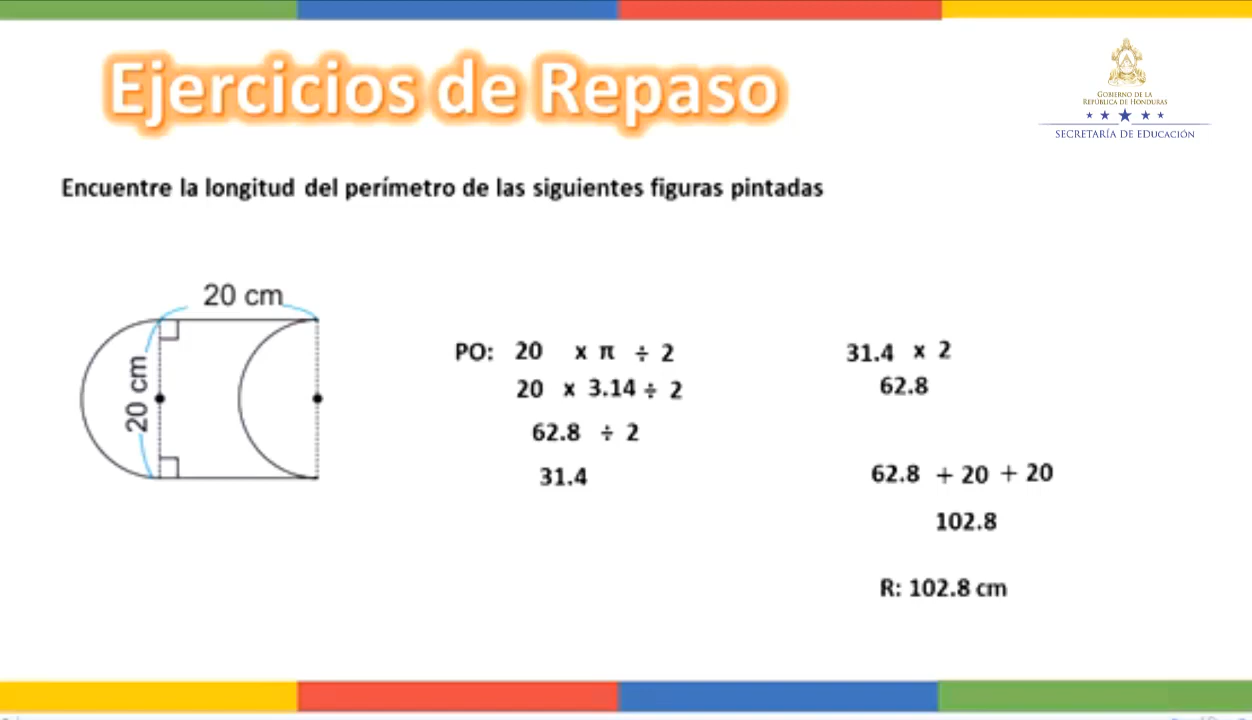 Ejercicios de Repaso
GOBIERNO DE LA
REPÚBLICA DE HONDURAS
SECRETARÍA DE EDUCACIÓN
Encuentre la longitud del perímetro de las siguientes figuras pintadas
20 cm
20 cm
PO: 20 x π ÷ 2
20 x 3.14 ÷ 2
62.8 ÷ 2
31.4
31.4 x 2
62.8
62.8 + 20 + 20
102.8
R: 102.8 cm